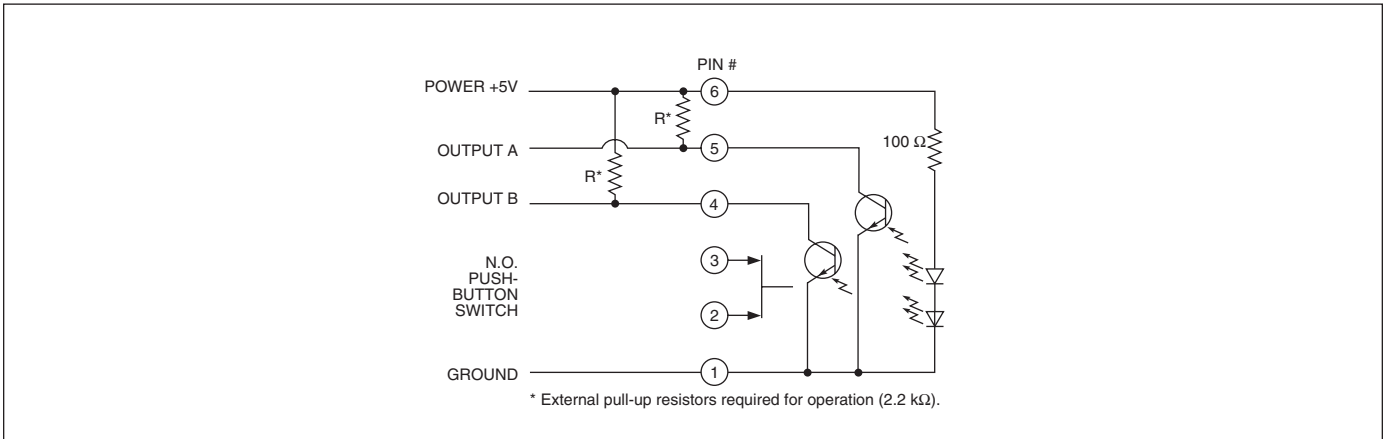 PIN #
POWER +5V
6
R*
100 Ω
OUTPUT A
5
R*
OUTPUT B
4
N.O.
PUSH-
BUTTON
SWITCH
3
2
GROUND
1
* External pull-up resistors required for operation (2.2 kΩ).